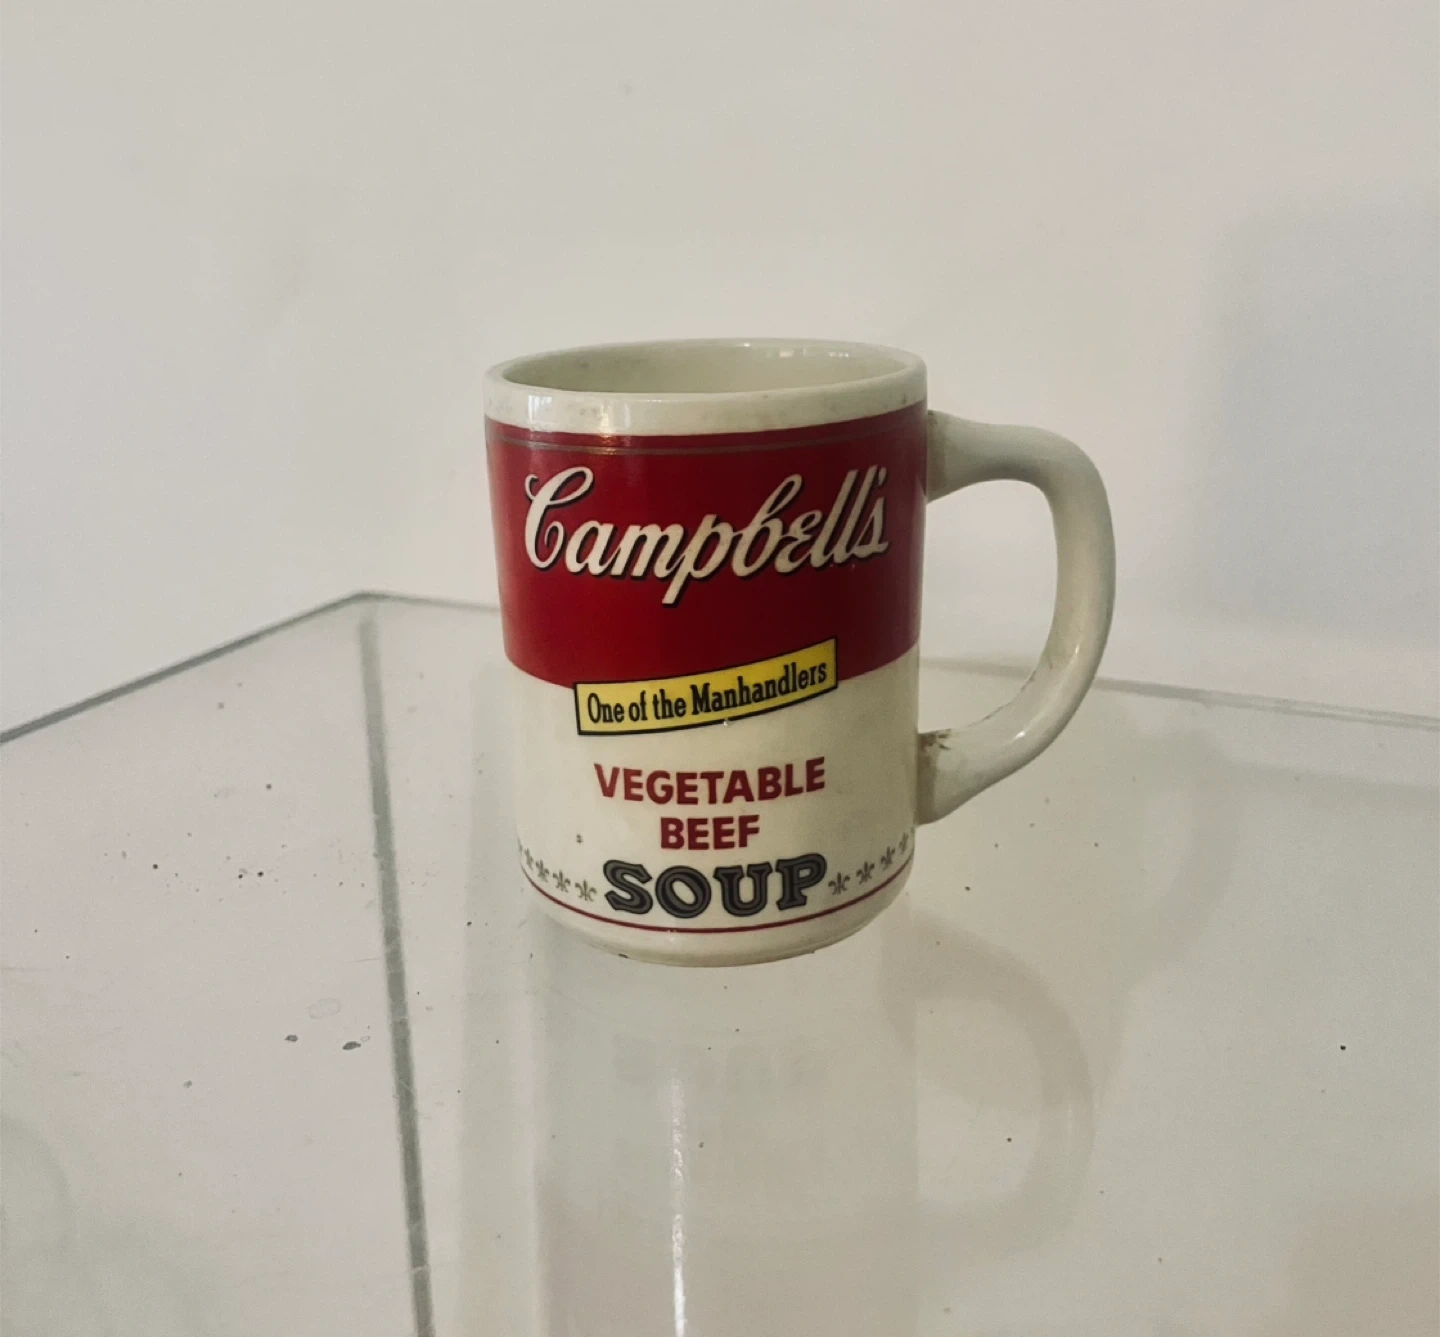 Campbell's
One of the Manhandlers
VEGETABLE
BEEF
SOUP